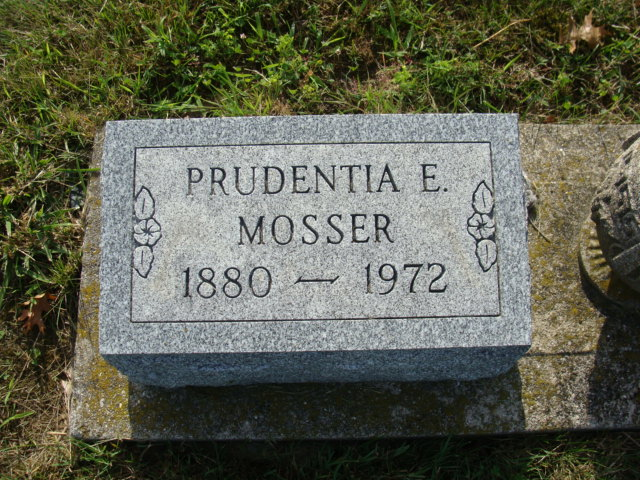 PRUDENTIA E.
MOSSER
1880 — 1972